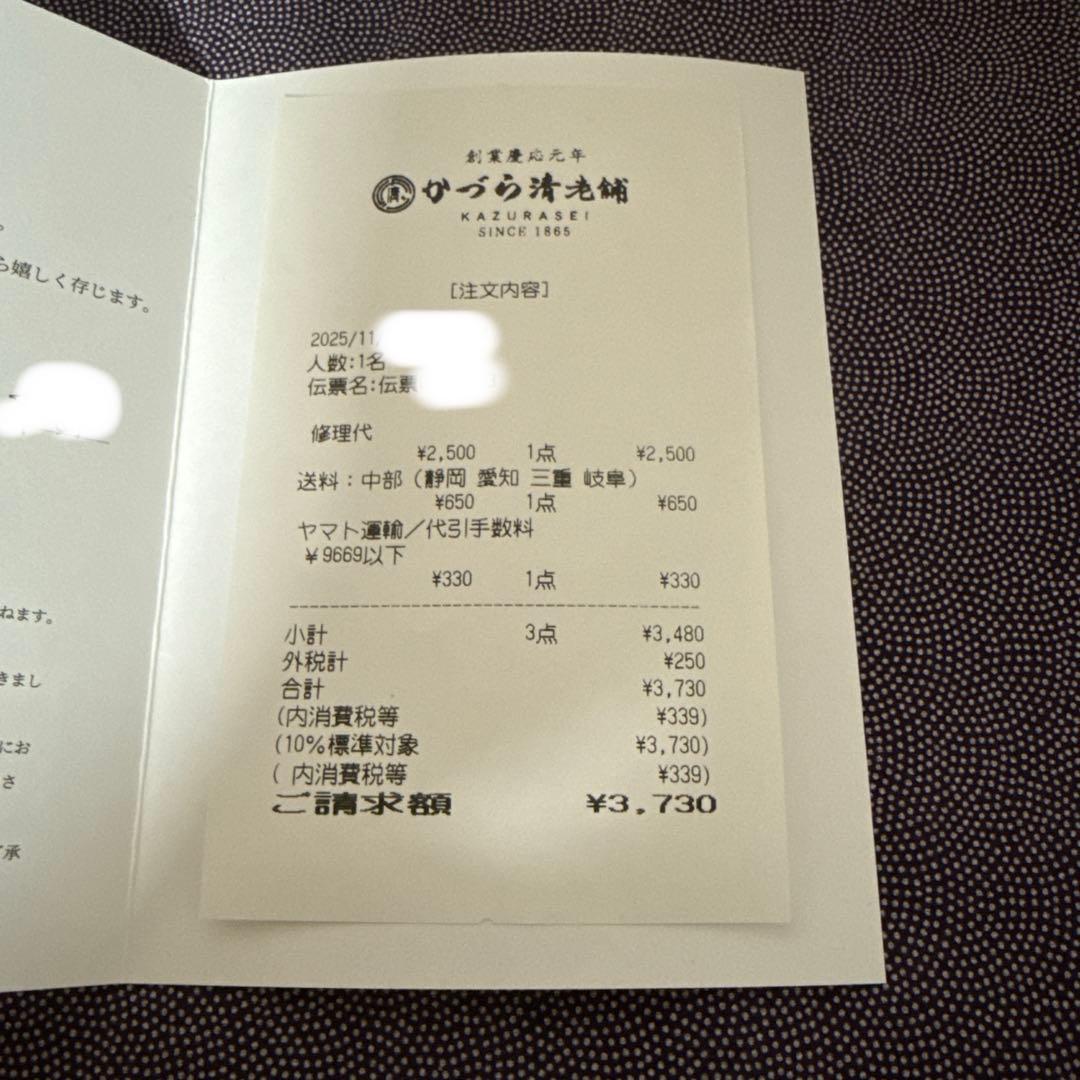 。
ら嬉しく存じます。
ねます。
きまし
にお
さ
承
創業慶応元年
かづら清老舗
KAZURASEI
SINCE 1865
[注文内容]
2025/11
人数:1名
伝票名:伝票
修理代
¥2,500 1点 ¥2,500
送料：中部（静岡 愛知 三重 岐阜）
¥650 1点 ¥650
ヤマト運輸／代引手数料
￥9669以下
¥330 1点 ¥330
小計 3点 ¥3,480
外税計 ¥250
合計 ¥3,730
(内消費税等 ¥339)
(10%標準対象 ¥3,730)
( 内消費税等 ¥339)
ご請求額 ¥3,730